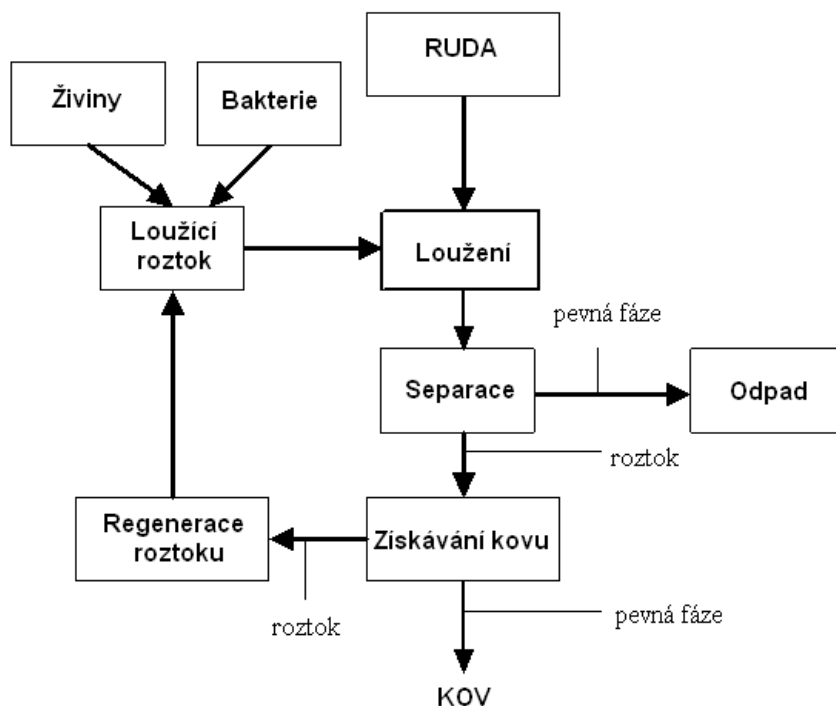 RUDA
Živiny
Bakterie
Loužící
roztok
Loužení
pevná fáze
Separace
Odpad
roztok
Regenerace
roztoku
Získávání kovu
roztok
pevná fáze
KOV